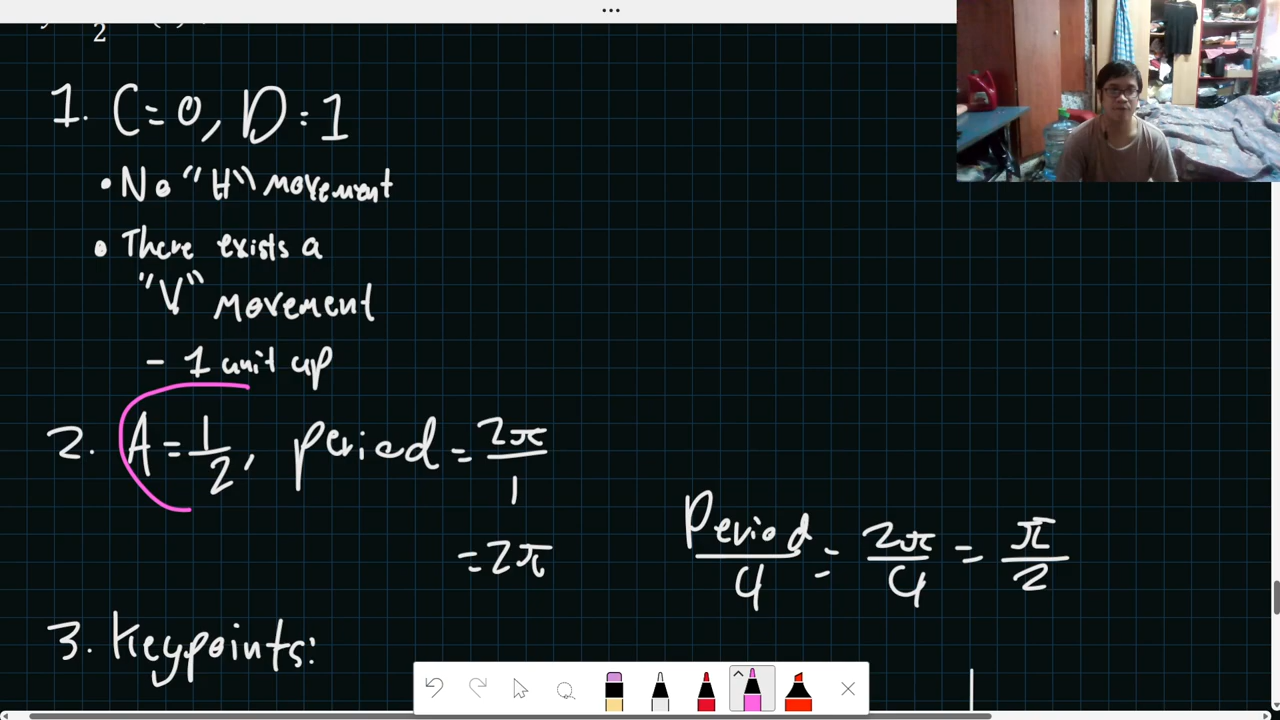 2
1. C=0, D=1
• No "H" movement
• There exists a
"V" movement
- 1 unit up
2. A=1/2, period = 2π/1
=2π
Period/4 = 2π/4 = π/2
3. Keypoints: